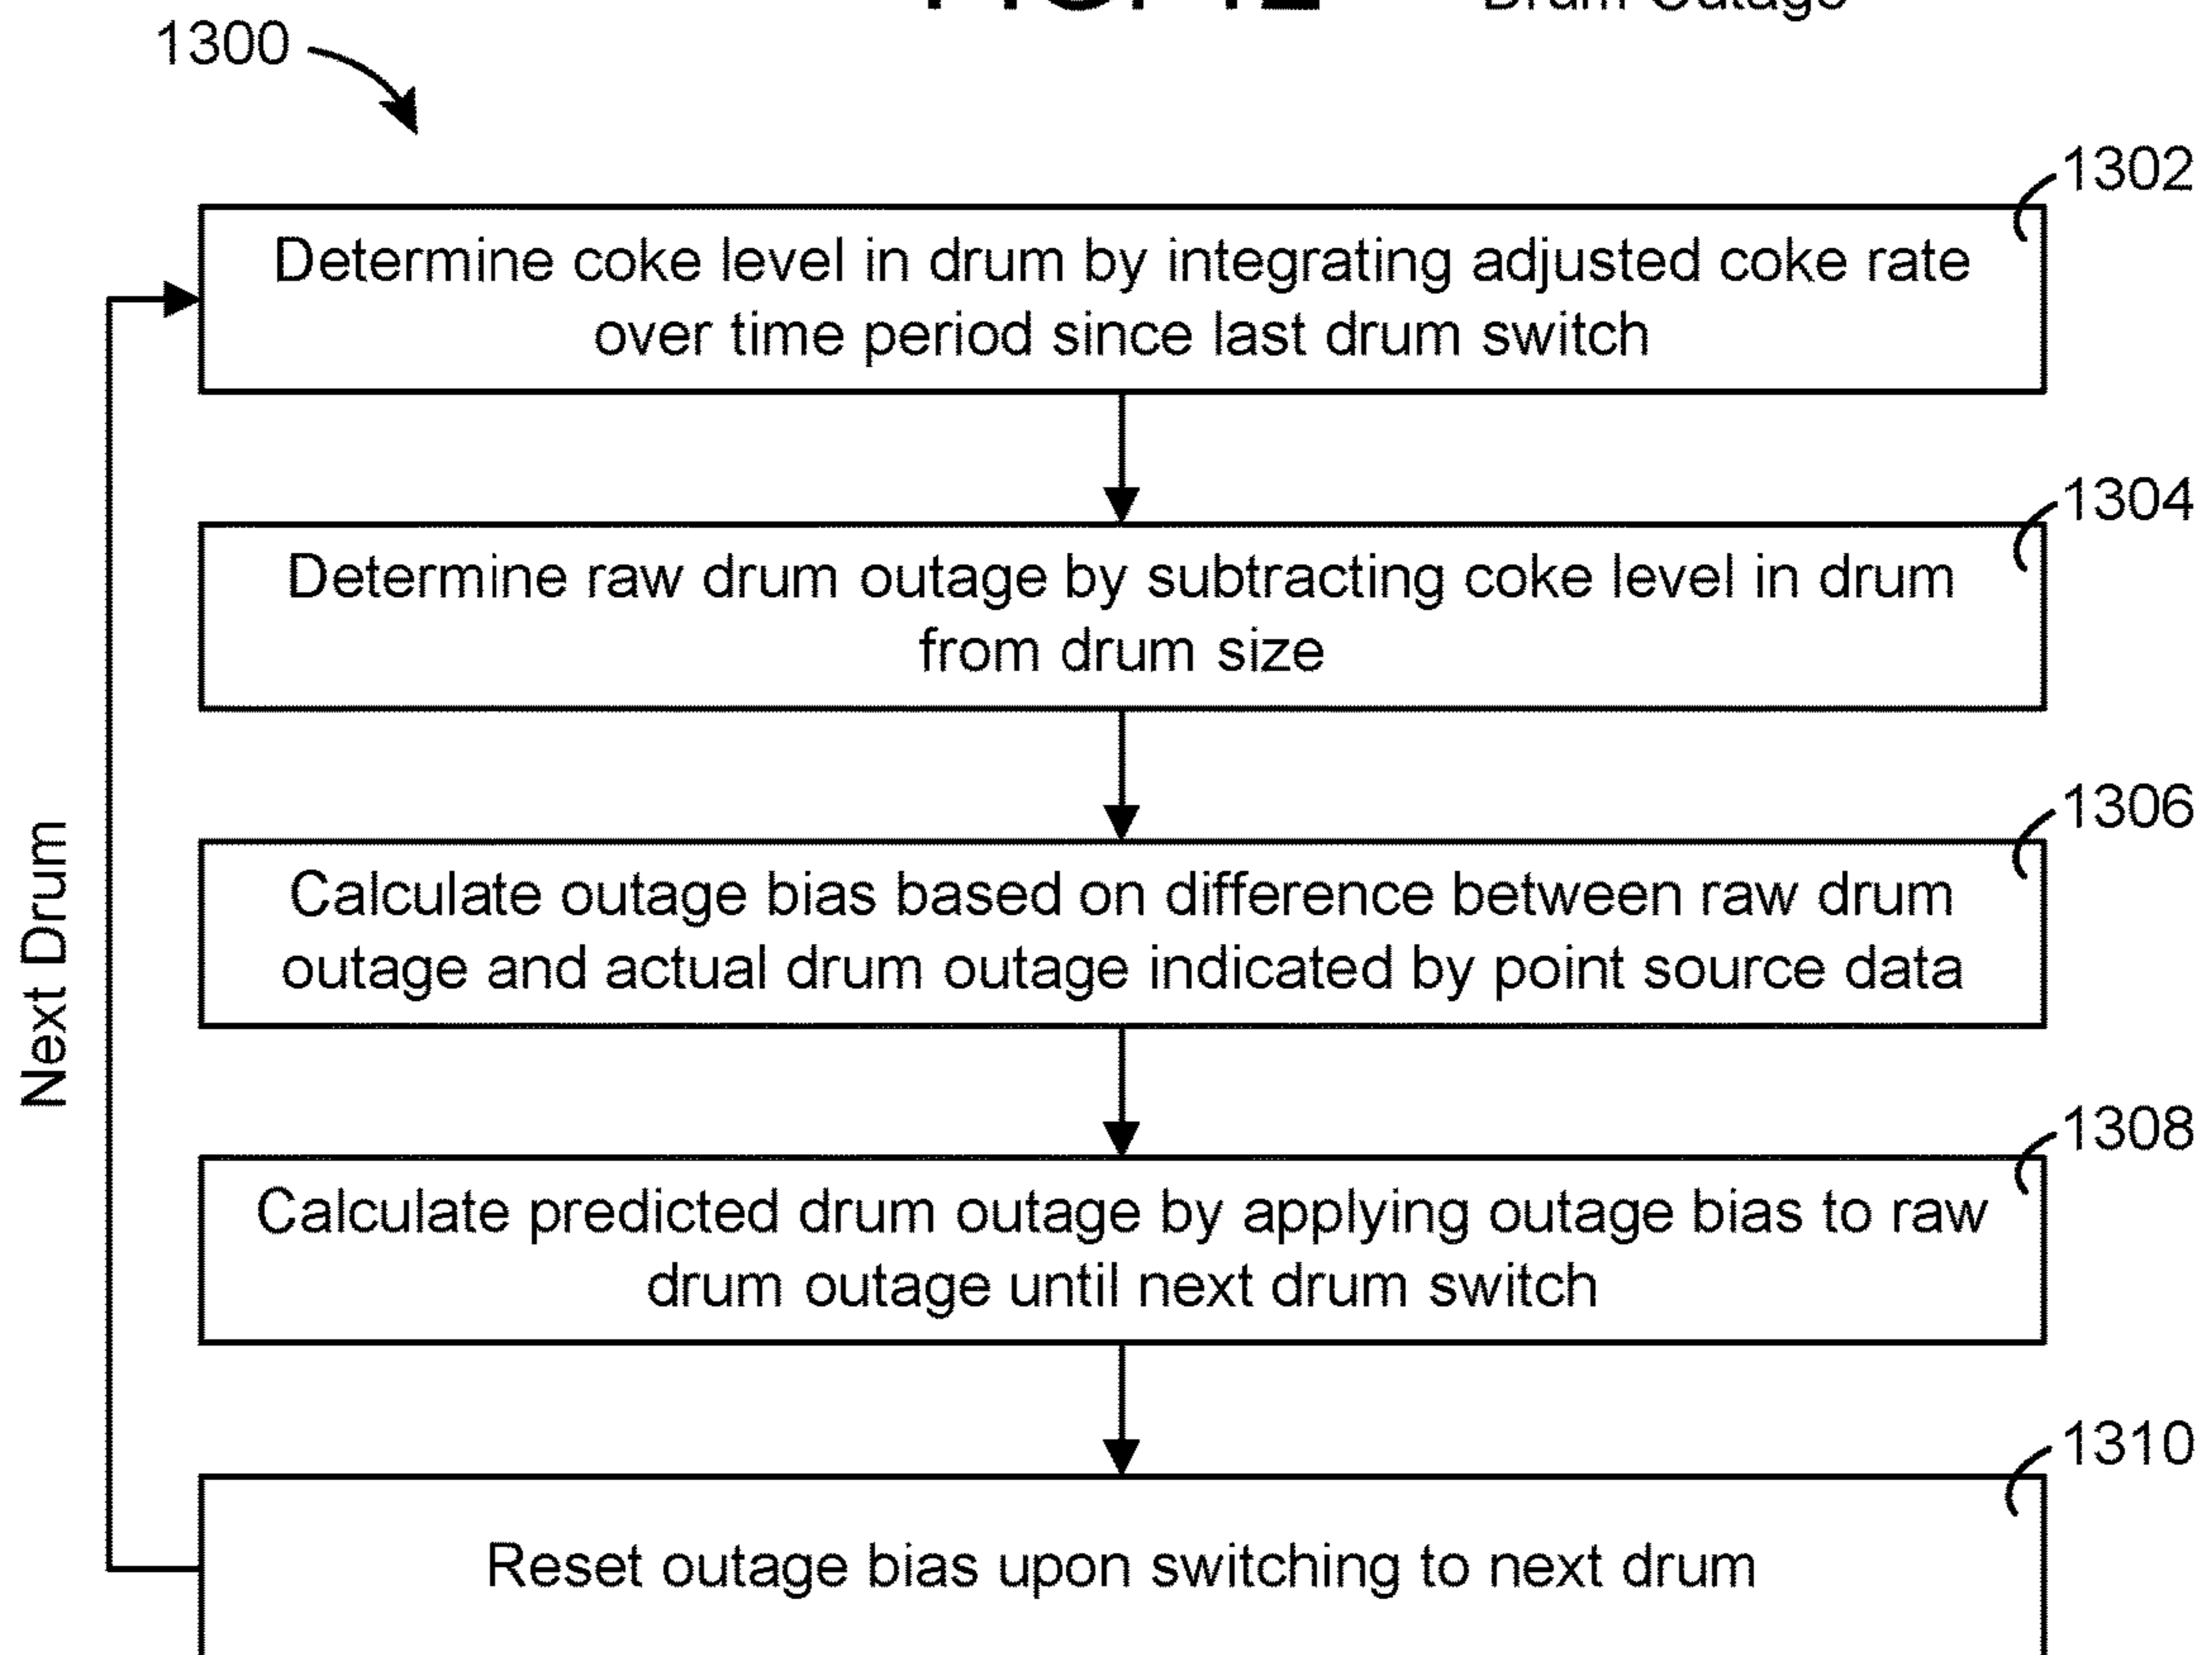 FIG. 12
Drum Outage
1300
1302
Determine coke level in drum by integrating adjusted coke rate
over time period since last drum switch
1304
Determine raw drum outage by subtracting coke level in drum
from drum size
1306
Calculate outage bias based on difference between raw drum
outage and actual drum outage indicated by point source data
Next Drum
1308
Calculate predicted drum outage by applying outage bias to raw
drum outage until next drum switch
1310
Reset outage bias upon switching to next drum